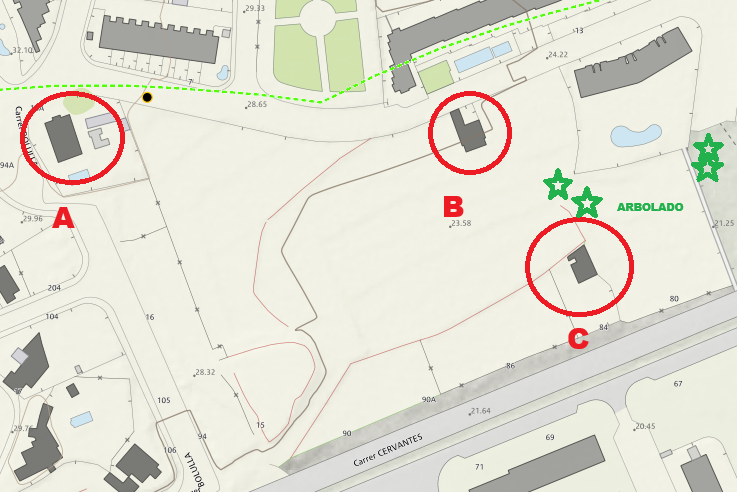 29.33
32.10
13
24.22
7
28.65
Carrer BOLULLA
94A
A
B
ARBOLADO
29.96
23.58
21.25
204
104
16
80
84
C
28.32
86
67
105
90A
21.64
94
15
90
20.45
106
Carrer CERVANTES
69
BOLULLA
71